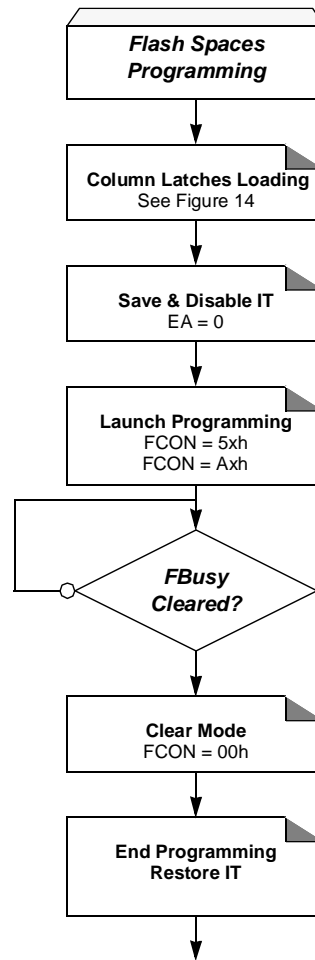 Flash Spaces
Programming
Column Latches Loading
See Figure 14
Save & Disable IT
EA = 0
Launch Programming
FCON = 5xh
FCON = Axh
FBusy
Cleared?
Clear Mode
FCON = 00h
End Programming
Restore IT